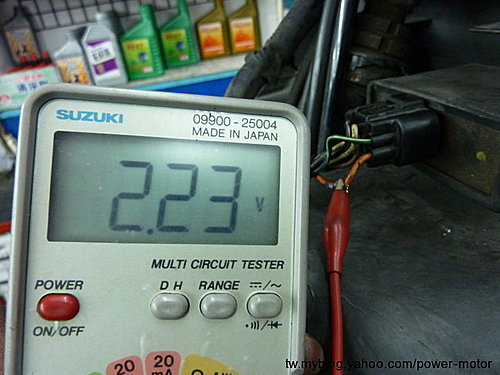 SUZUKI
09900-25004
MADE IN JAPAN
2.23 V
MULTI CIRCUIT TESTER
POWER
D H
RANGE
ON/OFF
20
20
mA
tw.myblog.yahoo.com/power-motor